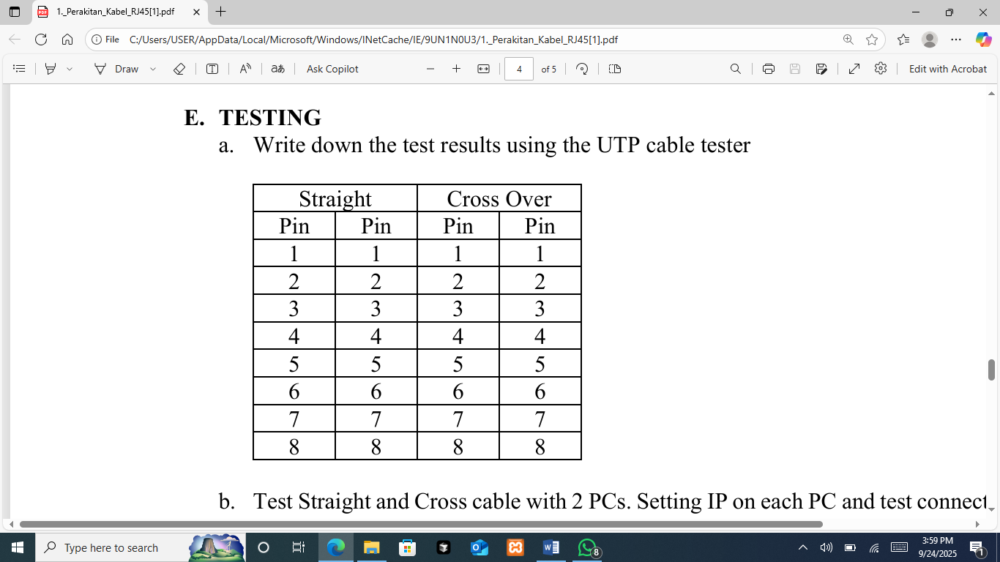 1._Perakitan_Kabel_RJ45[1].pdf
File C:/Users/USER/AppData/Local/Microsoft/Windows/INetCache/IE/9UN1N0U3/1._Perakitan_Kabel_RJ45[1].pdf
Draw Ask Copilot 4 of 5 Edit with Acrobat
E. TESTING
a. Write down the test results using the UTP cable tester
Straight Cross Over
Pin Pin Pin Pin
1 1 1 1
2 2 2 2
3 3 3 3
4 4 4 4
5 5 5 5
6 6 6 6
7 7 7 7
8 8 8 8
b. Test Straight and Cross cable with 2 PCs. Setting IP on each PC and test connect
Type here to search
8
3:59 PM
9/24/2025
1